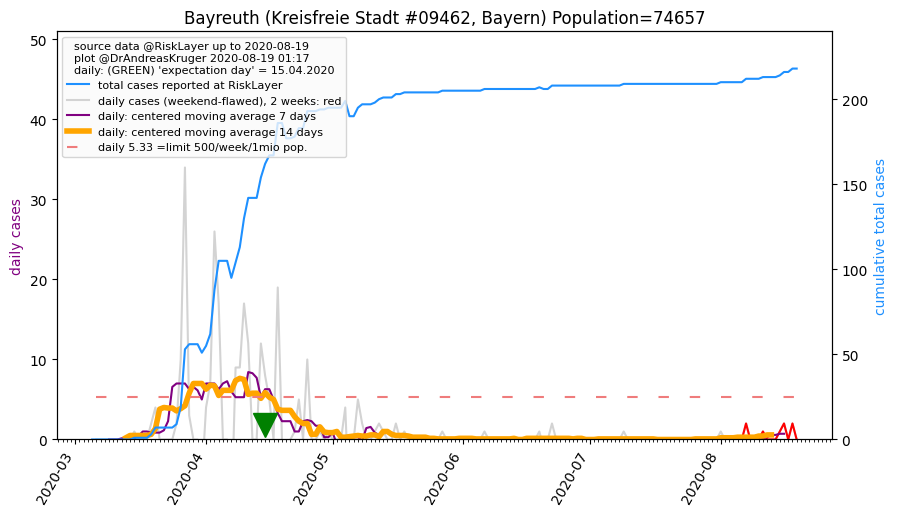 Bayreuth (Kreisfreie Stadt #09462, Bayern) Population=74657
source data @RiskLayer up to 2020-08-19
plot @DrAndreasKruger 2020-08-19 01:17
daily: (GREEN) 'expectation day' = 15.04.2020
total cases reported at RiskLayer
daily cases (weekend-flawed), 2 weeks: red
daily: centered moving average 7 days
daily: centered moving average 14 days
daily 5.33 =limit 500/week/1mio pop.
daily cases
50
40
30
20
10
0
cumulative total cases
200
150
100
50
0
2020-03
2020-04
2020-05
2020-06
2020-07
2020-08